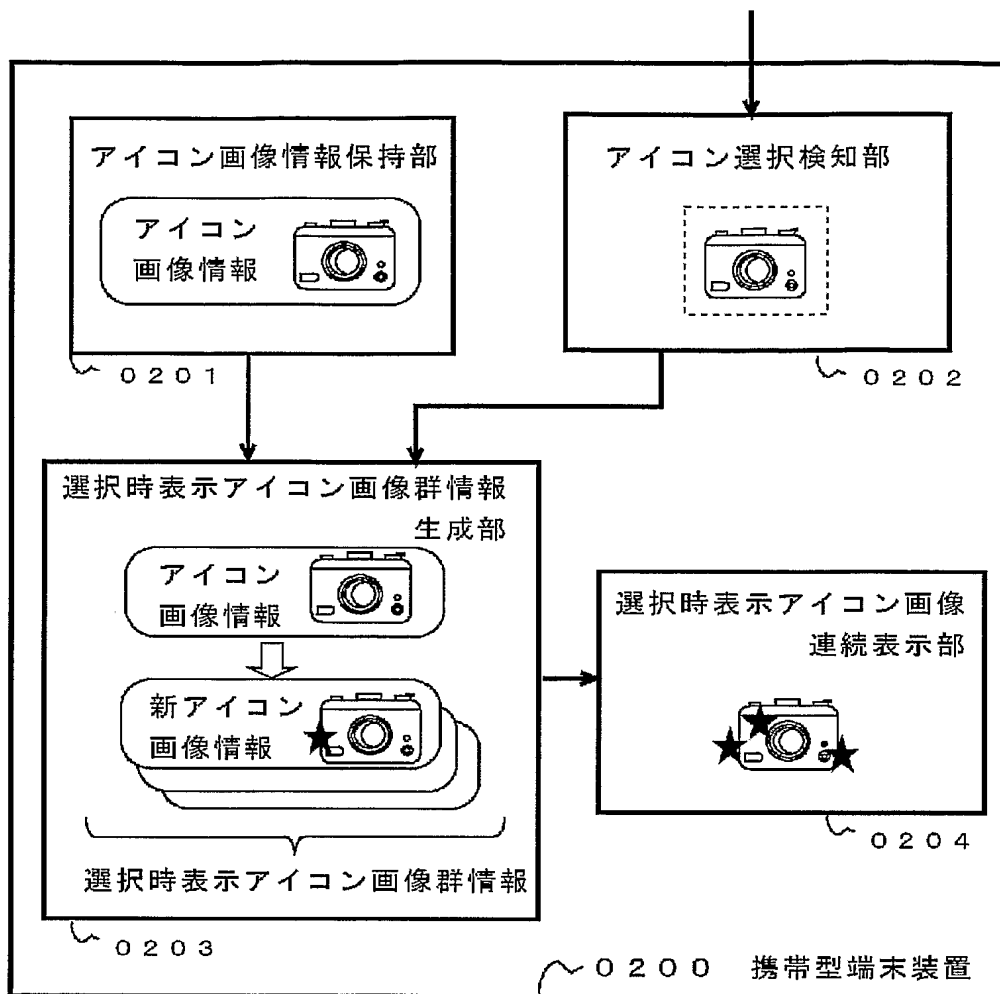 アイコン画像情報保持部
アイコン
画像情報
0201
アイコン選択検知部
0202
選択時表示アイコン画像群情報
生成部
アイコン
画像情報
新アイコン
画像情報
選択時表示アイコン画像群情報
0203
選択時表示アイコン画像
連続表示部
0204
0200 携帯型端末装置